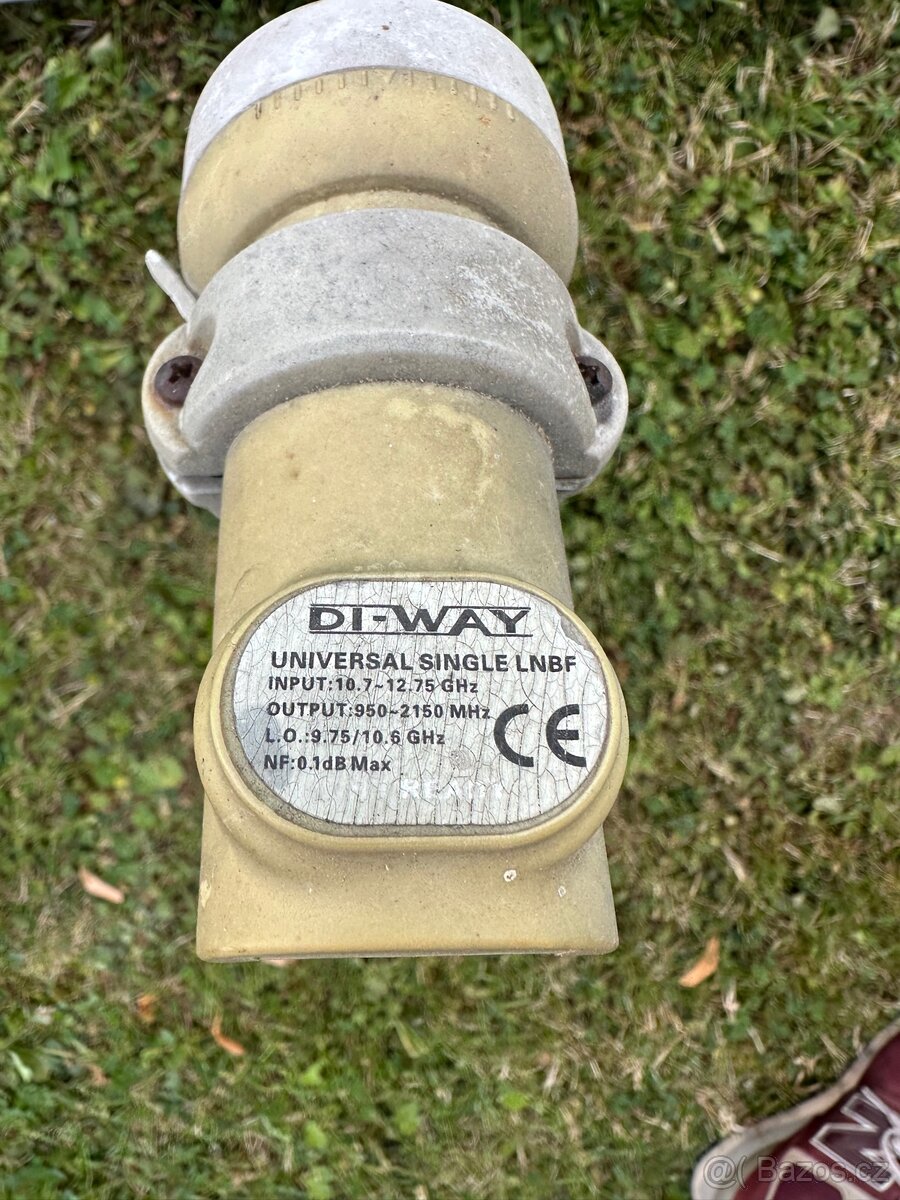 DI-WAY
UNIVERSAL SINGLE LNBF
INPUT:10.7~12.75 GHz
OUTPUT:950~2150 MHz
L.O.:9.75/10.6 GHz
NF:0.1dB Max
CE
N
@( Bazos.cz